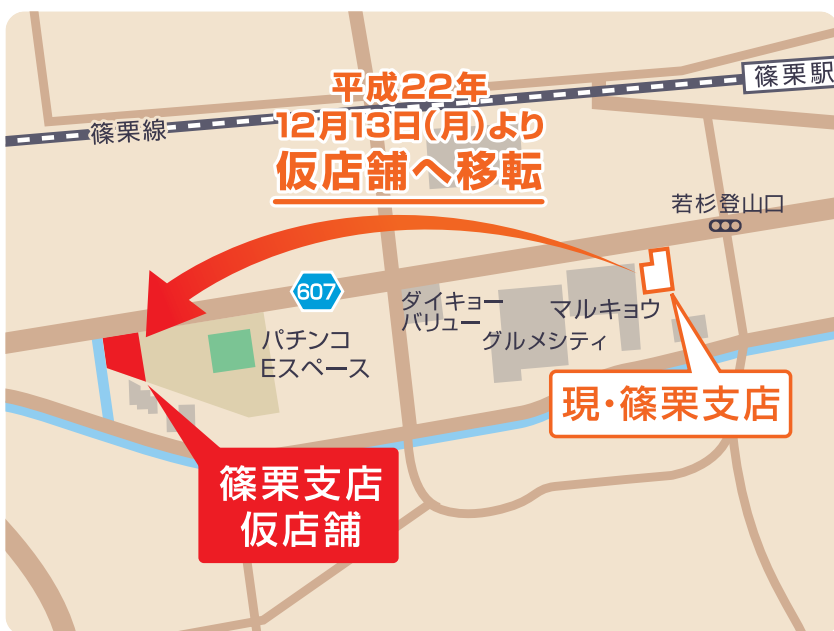 平成22年
12月13日(月)より
仮店舗へ移転
篠栗駅
篠栗線
若杉登山口
607
ダイキョー
バリュー
マルキョウ
グルメシティ
パチンコ
Eスペース
現・篠栗支店
篠栗支店
仮店舗